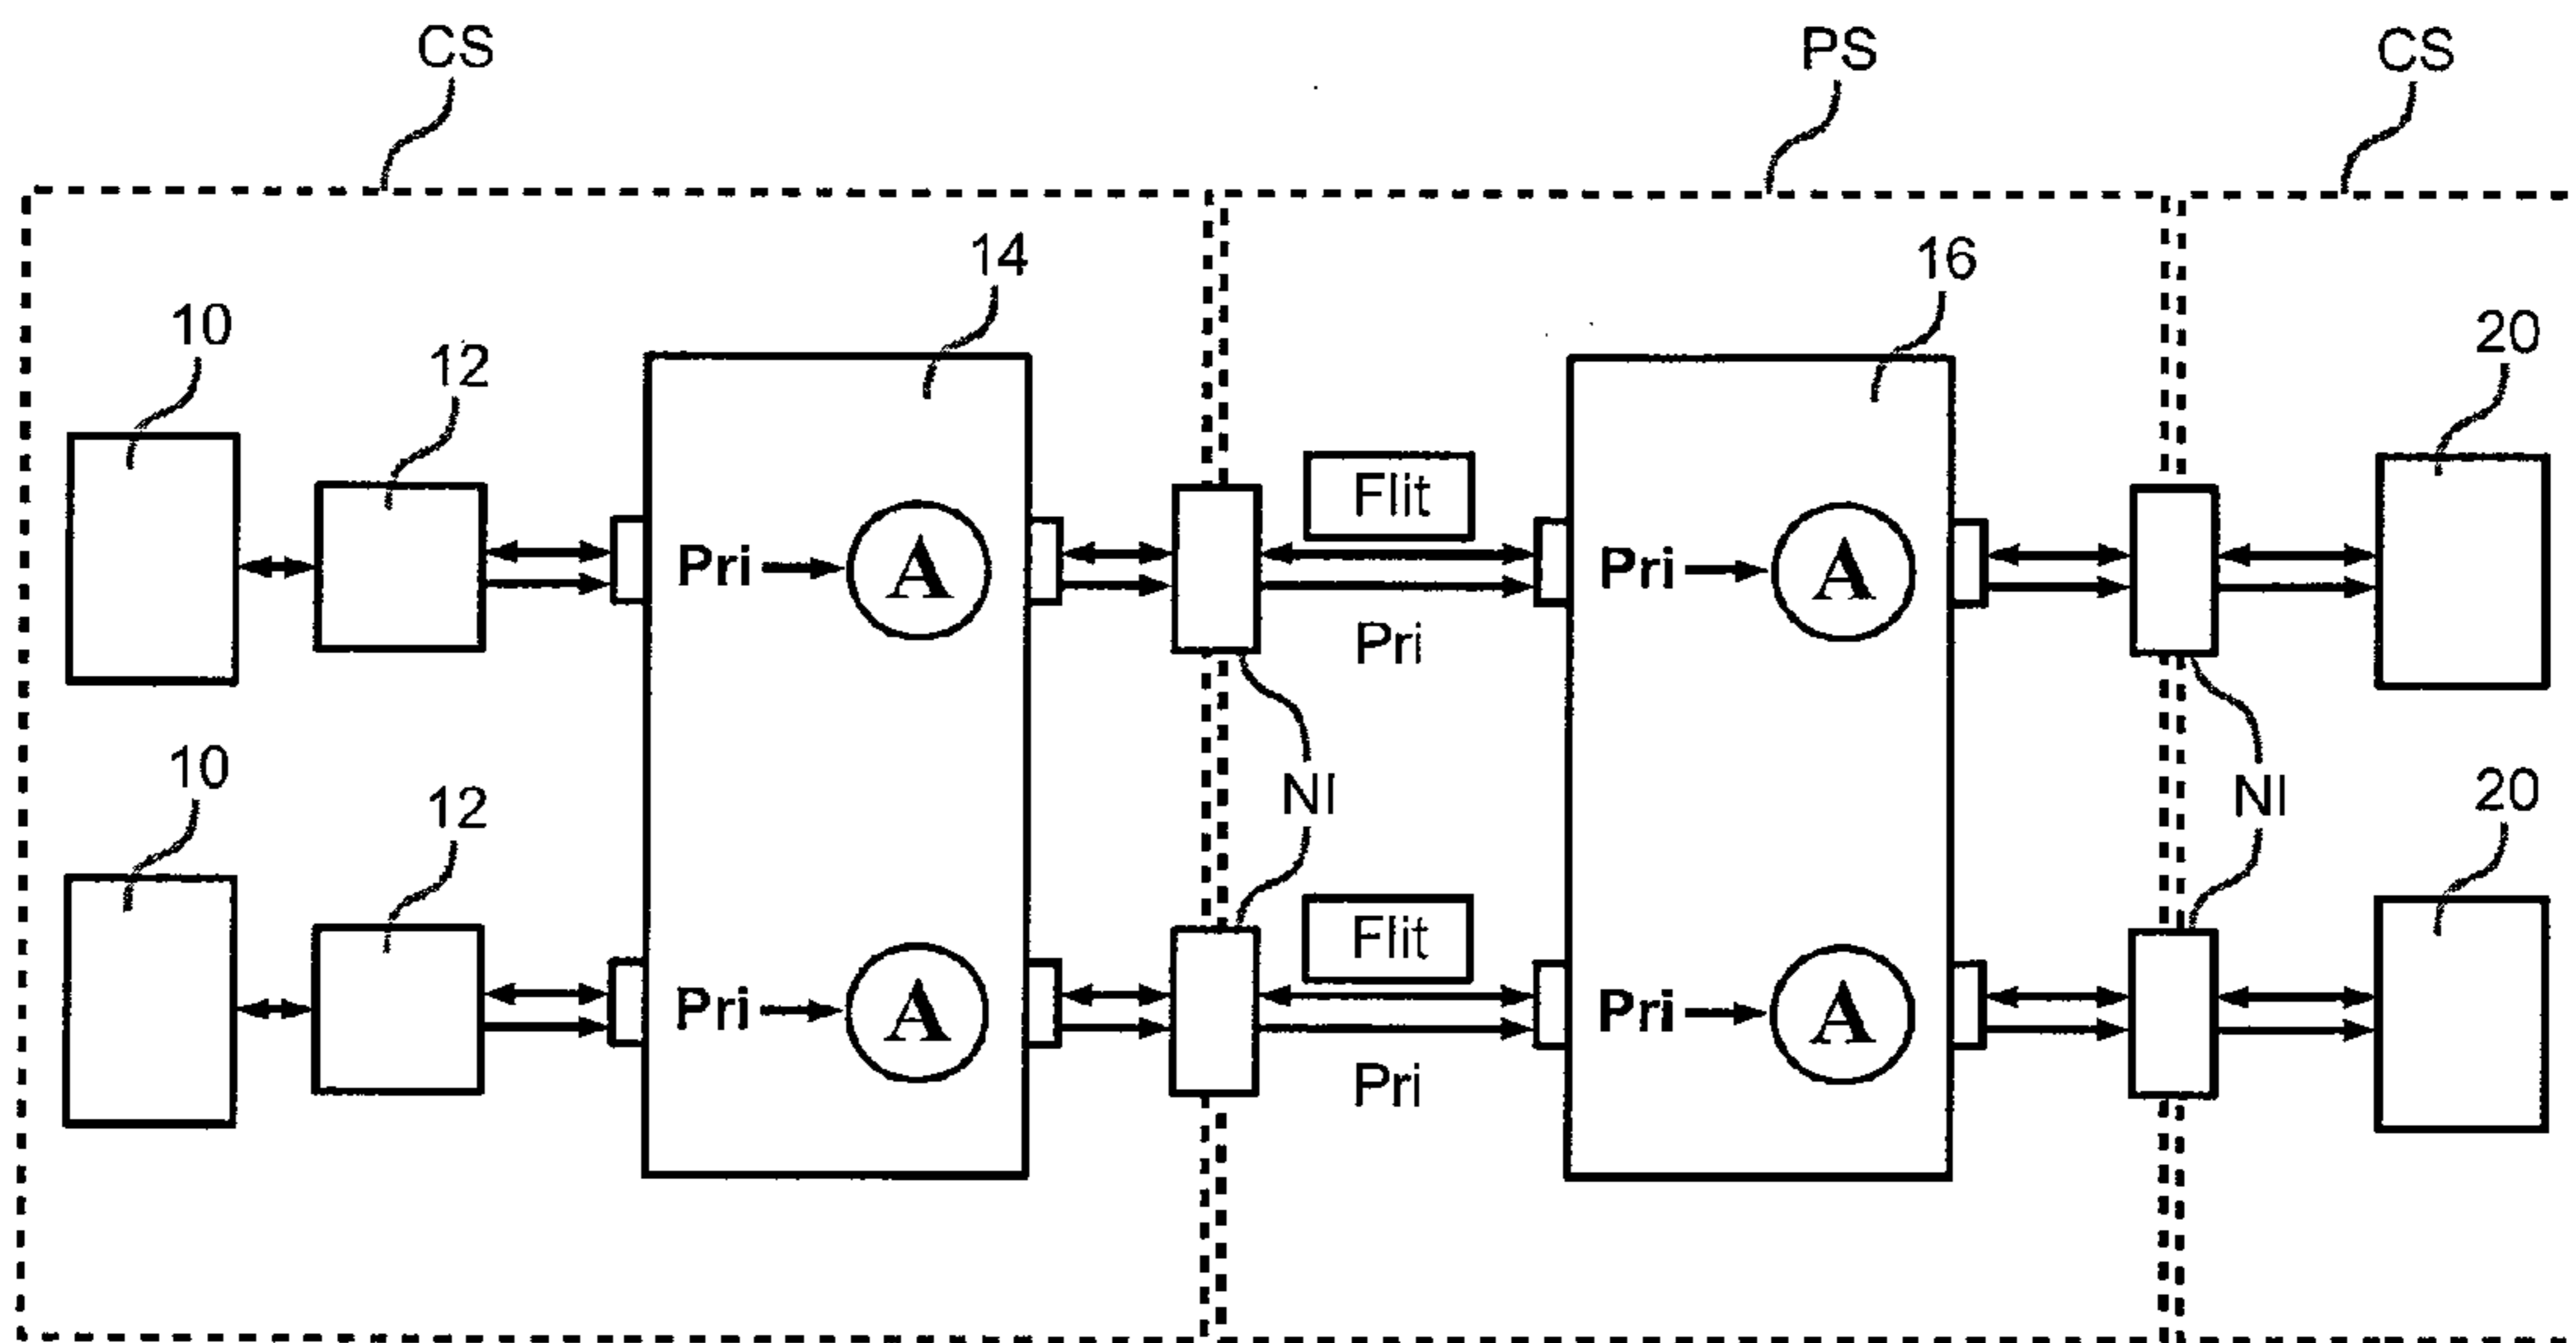 CS PS CS
14 16
10 12 20
Flit
Pri A Pri A
Pri
10 12 NI NI 20
Flit
Pri A Pri A
Pri